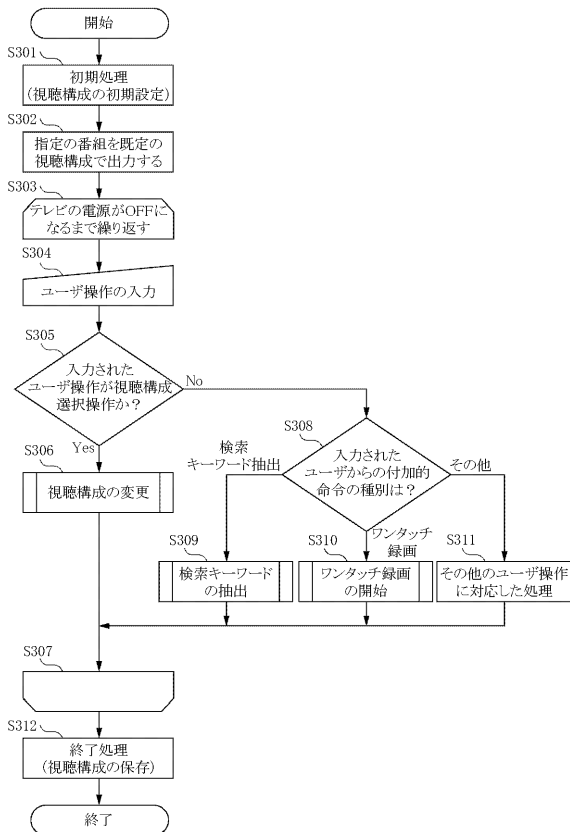 開始
S301
初期処理
(視聴構成の初期設定)
S302
指定の番組を既定の
視聴構成で出力する
S303
テレビの電源がOFFに
なるまで繰り返す
S304
ユーザ操作の入力
S305
入力された
ユーザ操作が視聴構成
選択操作か？
No
Yes
S306
視聴構成の変更
S308
入力された
ユーザからの付加的
命令の種別は？
検索
キーワード抽出
その他
ワンタッチ
録画
S309
検索キーワード
の抽出
S310
ワンタッチ録画
の開始
S311
その他のユーザ操作
に対応した処理
S307
S312
終了処理
(視聴構成の保存)
終了